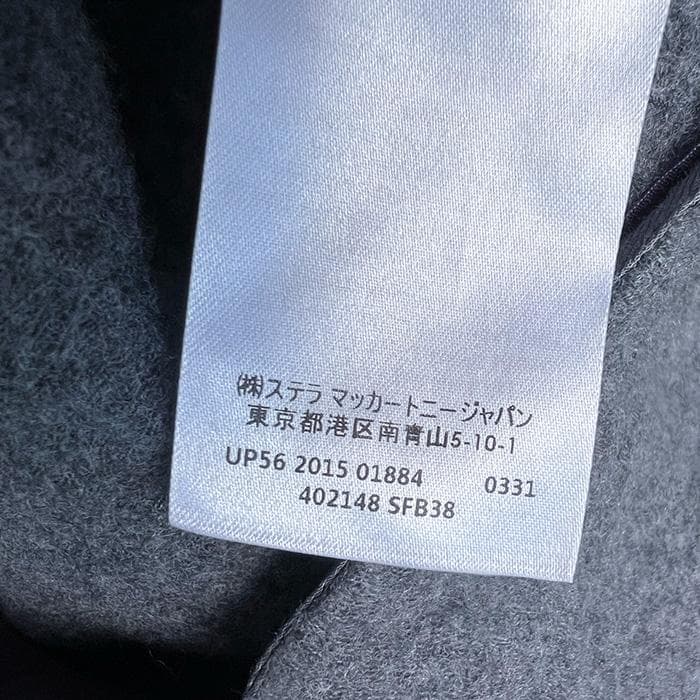 (株)ステラ マッカートニージャパン
東京都港区南青山5-10-1
UP56 2015 01884 0331
402148 SFB38